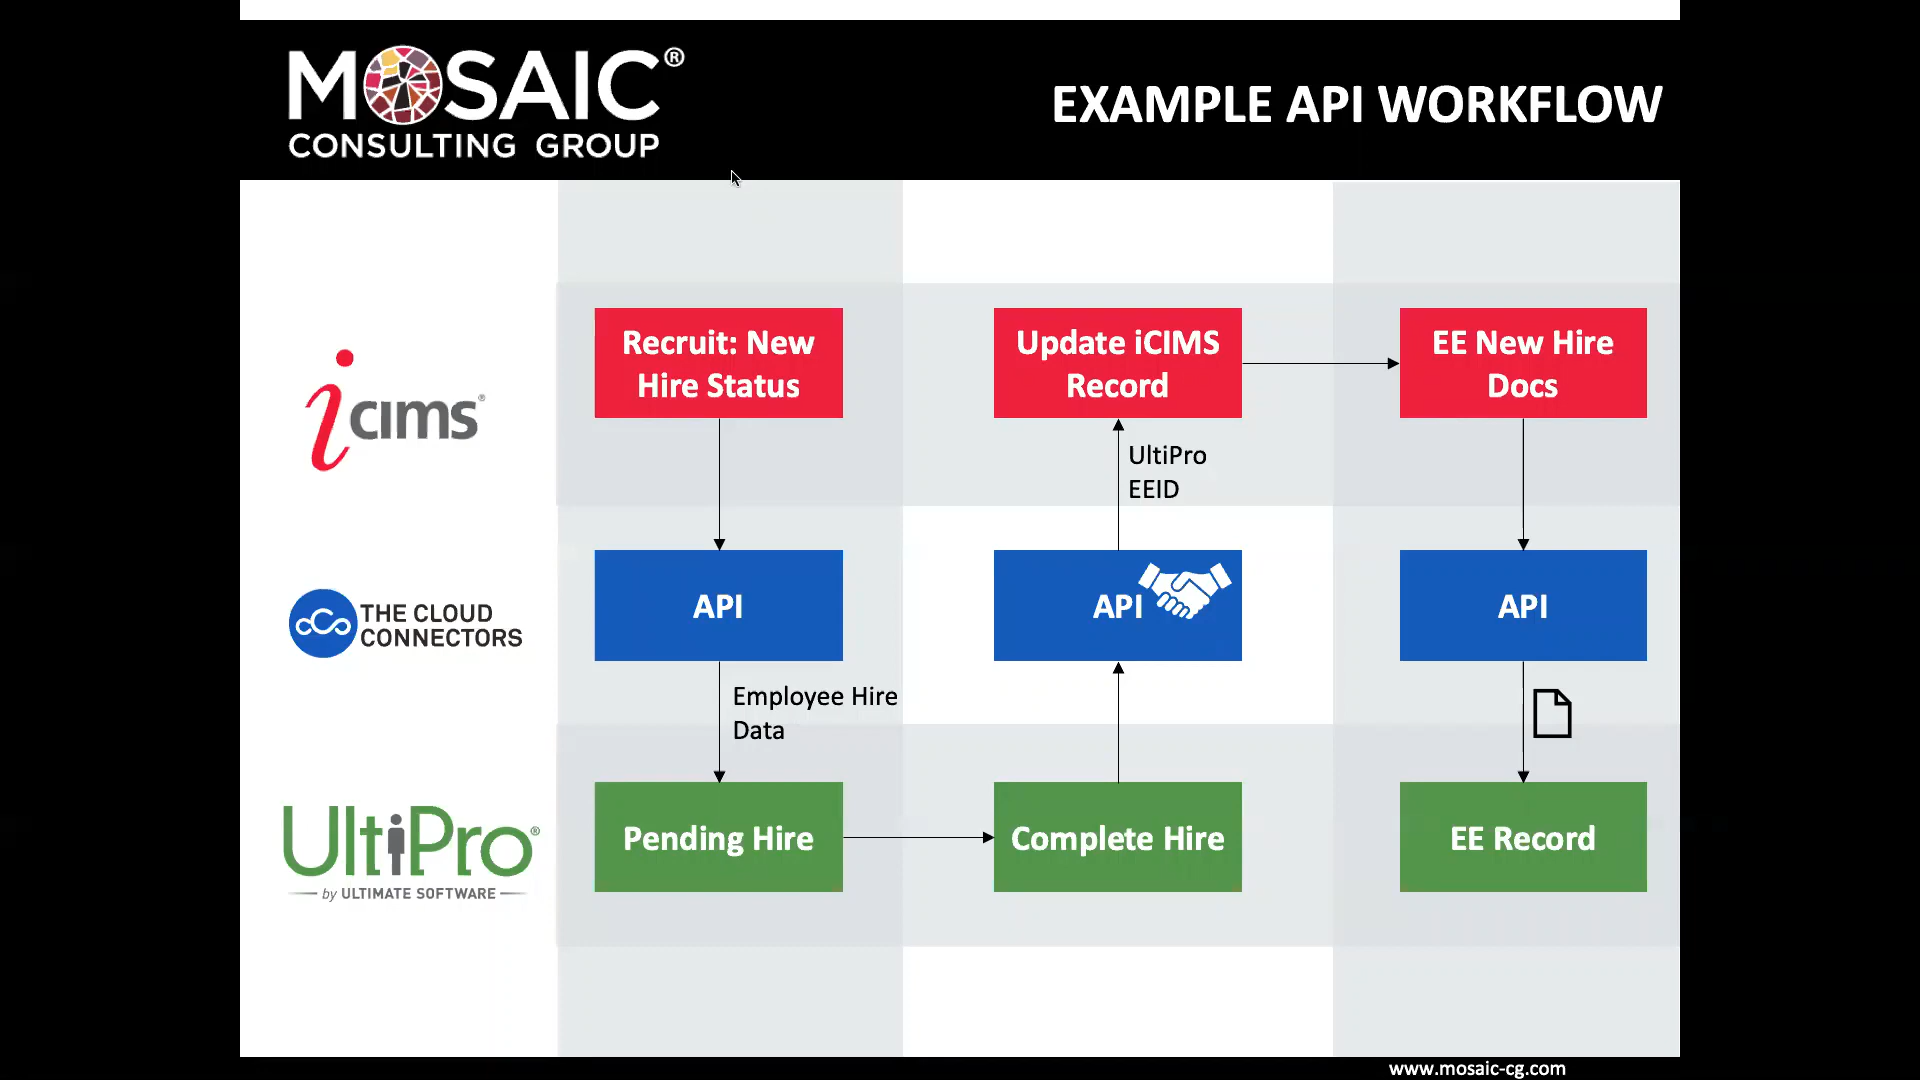 MOSAIC®
CONSULTING GROUP
EXAMPLE API WORKFLOW
Recruit: New
Hire Status
Update iCIMS
Record
EE New Hire
Docs
icims®
UltiPro
EEID
THE CLOUD
CONNECTORS
API
API
API
Employee Hire
Data
UltiPro®
by ULTIMATE SOFTWARE
Pending Hire
Complete Hire
EE Record
www.mosaic-cg.com